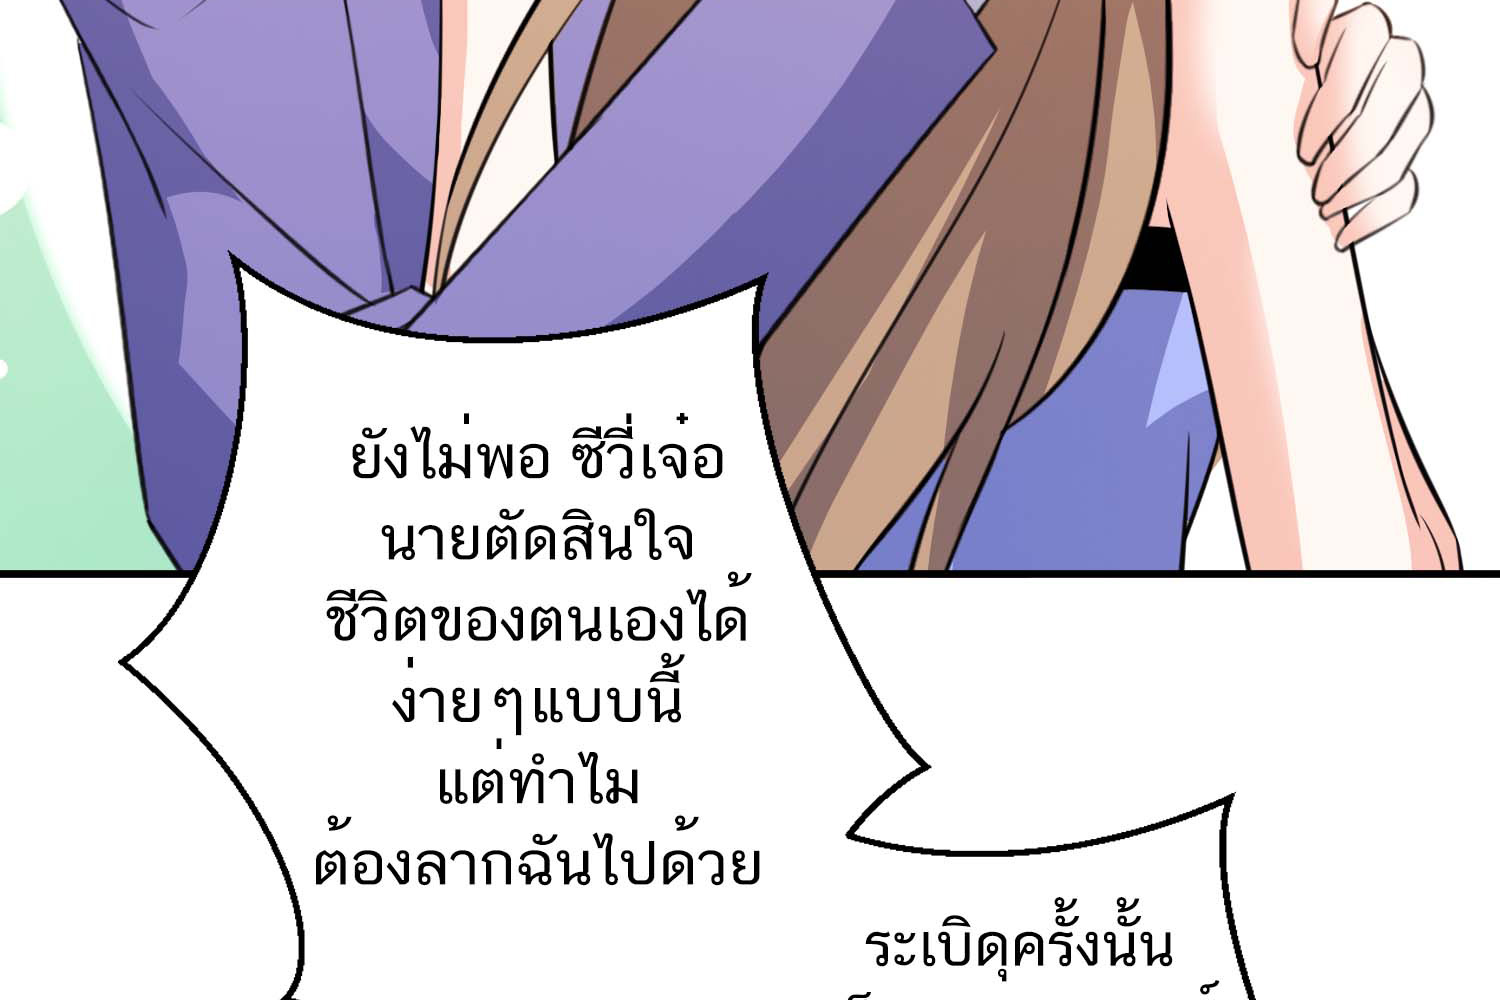 ยังไม่พอ ซีวี่เจ๋อ
นายตัดสินใจ
ชีวิตของตนเองได้
ง่ายๆแบบนี้
แต่ทำไม
ต้องลากฉันไปด้วย
ระเบิดุครั้งนั้น